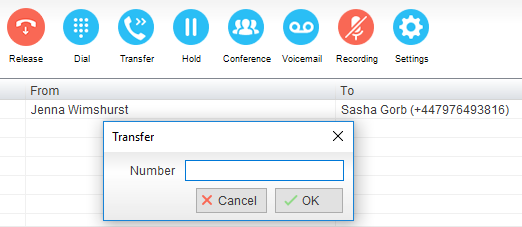 Release Dial Transfer Hold Conference Voicemail Recording Settings
From To
Jenna Wimshurst Sasha Gorb (+447976493816)
Transfer
Number
Cancel OK